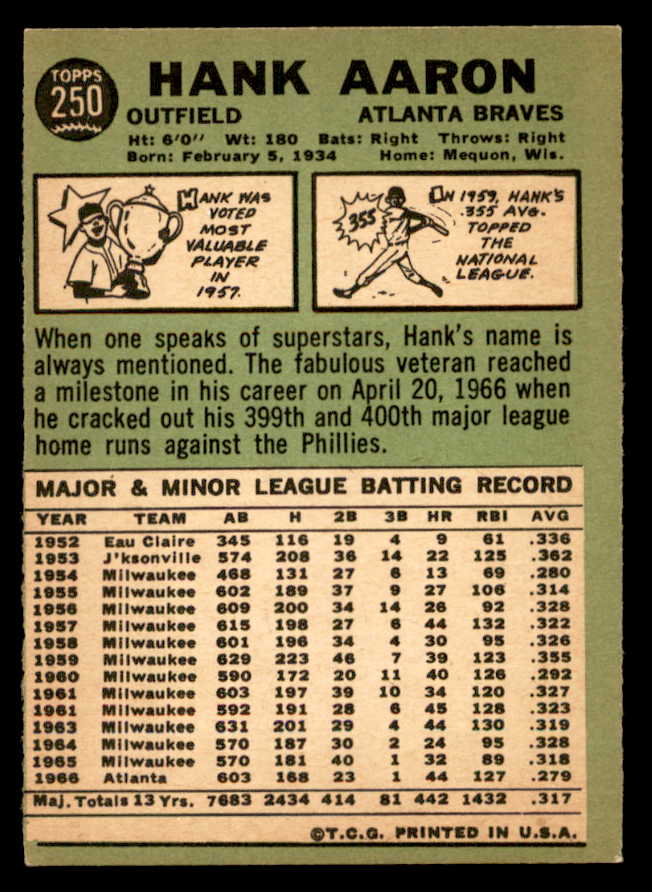 TOPPS
250
HANK AARON
OUTFIELD ATLANTA BRAVES
Ht: 6'0" Wt: 180 Bats: Right Throws: Right
Born: February 5, 1934 Home: Mequon, Wis.
HANK WAS
VOTED
MOST
VALUABLE
PLAYER
IN
1957.
355
IN 1959, HANK'S
.355 AVG.
TOPPED
THE
NATIONAL
LEAGUE.
When one speaks of superstars, Hank's name is
always mentioned. The fabulous veteran reached
a milestone in his career on April 20, 1966 when
he cracked out his 399th and 400th major league
home runs against the Phillies.
MAJOR & MINOR LEAGUE BATTING RECORD
YEAR TEAM AB H 2B 3B HR RBI AVG
1952 Eau Claire 345 116 19 4 9 61 .336
1953 J'ksonville 574 208 36 14 22 125 .362
1954 Milwaukee 468 131 27 6 13 69 .280
1955 Milwaukee 602 189 37 9 27 106 .314
1956 Milwaukee 609 200 34 14 26 92 .328
1957 Milwaukee 615 198 27 6 44 132 .322
1958 Milwaukee 601 196 34 4 30 95 .326
1959 Milwaukee 629 223 46 7 39 123 .355
1960 Milwaukee 590 172 20 11 40 126 .292
1961 Milwaukee 603 197 39 10 34 120 .327
1961 Milwaukee 592 191 28 6 45 128 .323
1963 Milwaukee 631 201 29 4 44 130 .319
1964 Milwaukee 570 187 30 2 24 95 .328
1965 Milwaukee 570 181 40 1 32 89 .318
1966 Atlanta 603 168 23 1 44 127 .279
Maj. Totals 13 Yrs. 7683 2434 414 81 442 1432 .317
©T.C.G. PRINTED IN U.S.A.